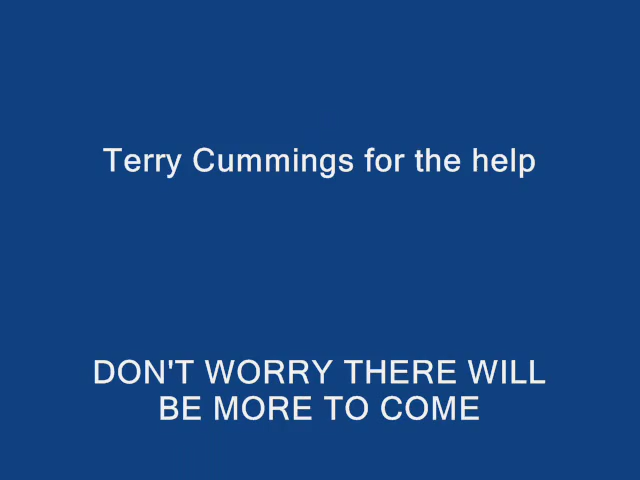 Terry Cummings for the help
DON'T WORRY THERE WILL
BE MORE TO COME